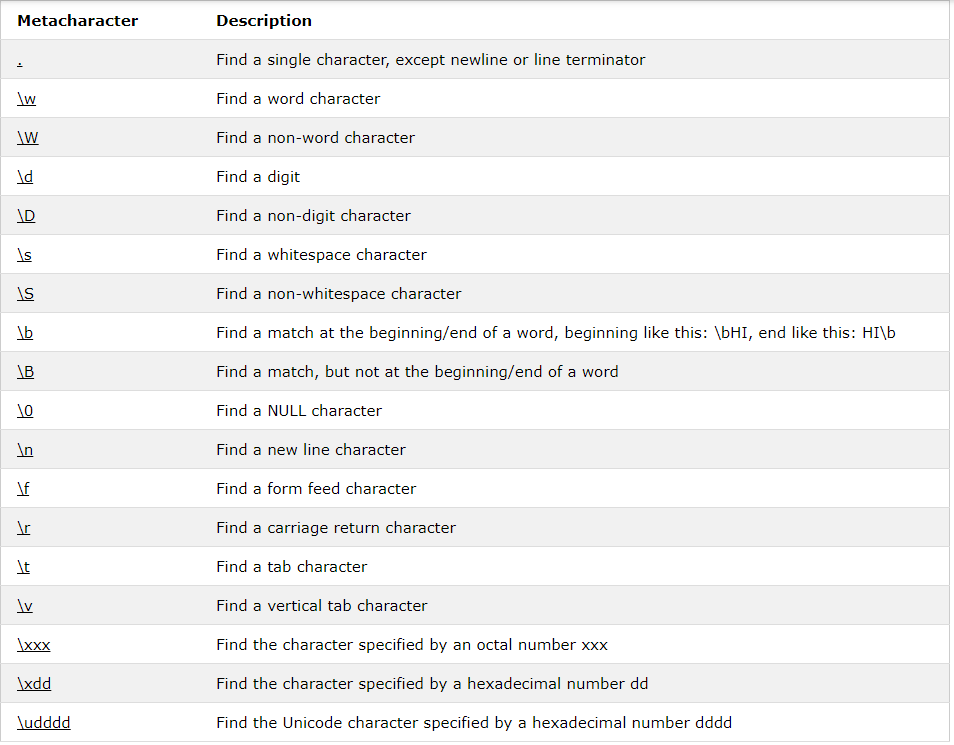 Metacharacter Description
. Find a single character, except newline or line terminator
\w Find a word character
\W Find a non-word character
\d Find a digit
\D Find a non-digit character
\s Find a whitespace character
\S Find a non-whitespace character
\b Find a match at the beginning/end of a word, beginning like this: \bHI, end like this: HI\b
\B Find a match, but not at the beginning/end of a word
\0 Find a NULL character
\n Find a new line character
\f Find a form feed character
\r Find a carriage return character
\t Find a tab character
\v Find a vertical tab character
\xxx Find the character specified by an octal number xxx
\xdd Find the character specified by a hexadecimal number dd
\udddd Find the Unicode character specified by a hexadecimal number dddd